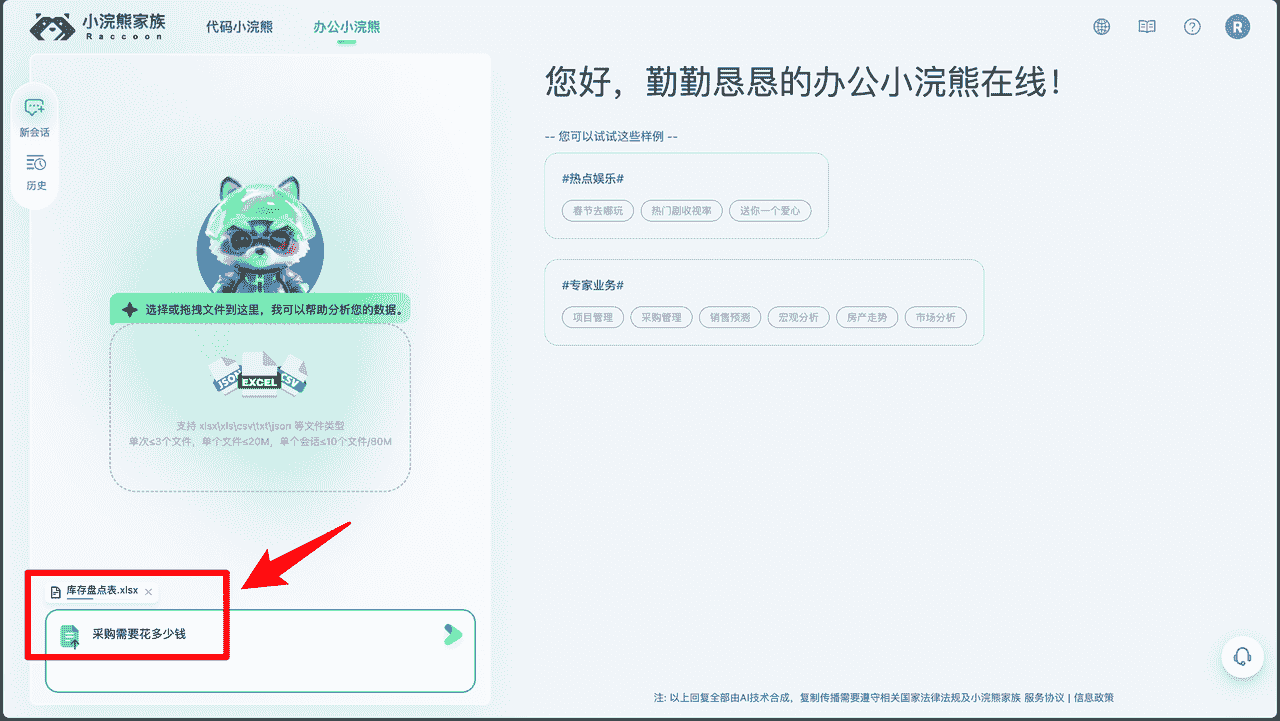 小浣熊家族
Raccoon
代码小浣熊
办公小浣熊
R
新会话
历史
您好，勤勤恳恳的办公小浣熊在线！
-- 您可以试试这些样例 --
#热点娱乐#
春节去哪玩
热门剧收视率
送你一个爱心
#专家业务#
项目管理
采购管理
销售预测
宏观分析
房产走势
市场分析
选择或拖拽文件到这里，我可以帮助分析您的数据。
JSON
EXCEL
CSV
支持 xlsx\xls\csv\txt\json 等文件类型
单次≤3个文件，单个文件≤20M，单个会话≤10个文件/80M
库存盘点表.xlsx
采购需要花多少钱
注: 以上回复全部由AI技术合成，复制传播需要遵守相关国家法律法规及小浣熊家族 服务协议 | 信息政策